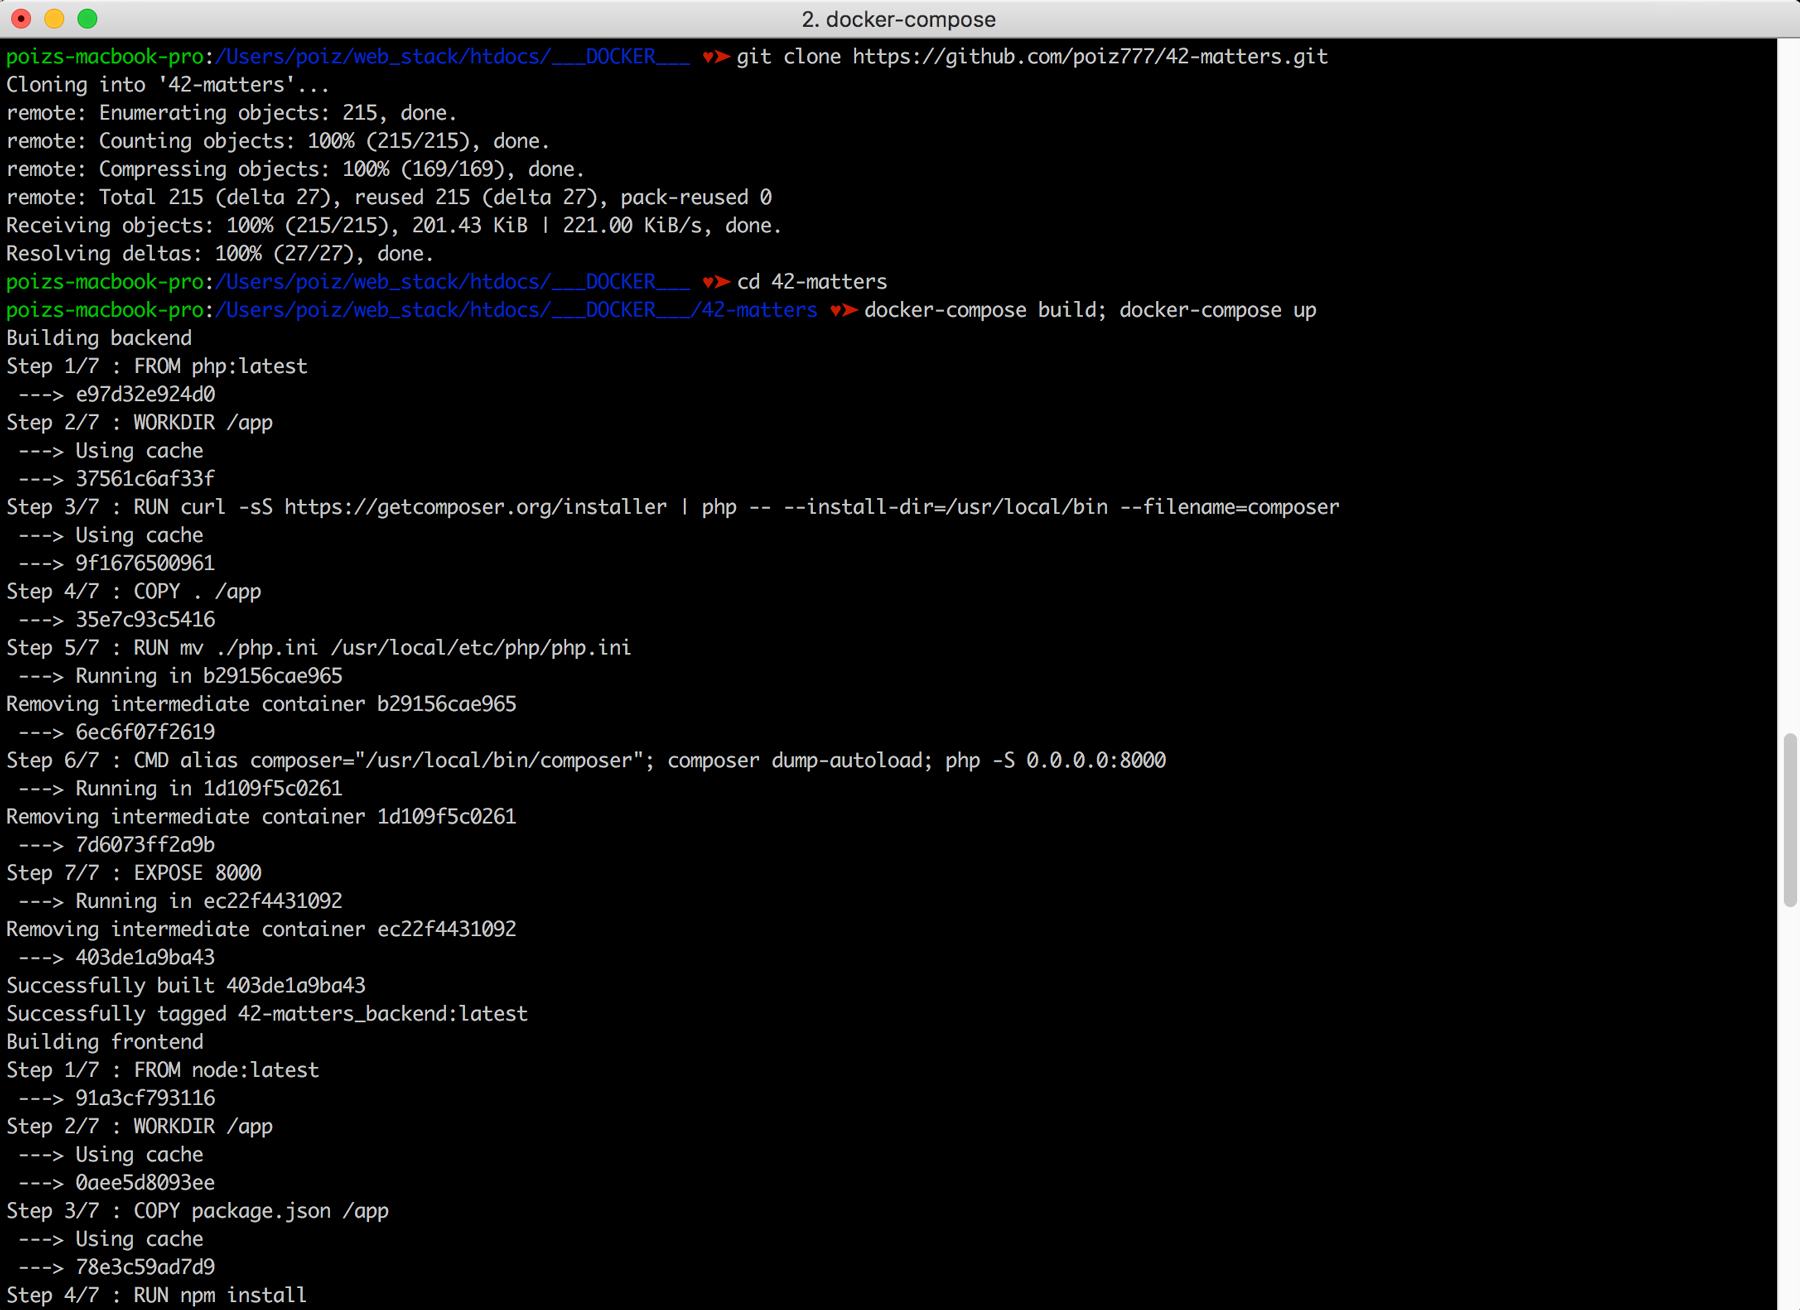 2. docker-compose
poizs-macbook-pro:/Users/poiz/web_stack/htdocs/___DOCKER___ ♥➤ git clone https://github.com/poiz777/42-matters.git
Cloning into '42-matters'...
remote: Enumerating objects: 215, done.
remote: Counting objects: 100% (215/215), done.
remote: Compressing objects: 100% (169/169), done.
remote: Total 215 (delta 27), reused 215 (delta 27), pack-reused 0
Receiving objects: 100% (215/215), 201.43 KiB | 221.00 KiB/s, done.
Resolving deltas: 100% (27/27), done.
poizs-macbook-pro:/Users/poiz/web_stack/htdocs/___DOCKER___ ♥➤ cd 42-matters
poizs-macbook-pro:/Users/poiz/web_stack/htdocs/___DOCKER___/42-matters ♥➤ docker-compose build; docker-compose up
Building backend
Step 1/7 : FROM php:latest
 ---> e97d32e924d0
Step 2/7 : WORKDIR /app
 ---> Using cache
 ---> 37561c6af33f
Step 3/7 : RUN curl -sS https://getcomposer.org/installer | php -- --install-dir=/usr/local/bin --filename=composer
 ---> Using cache
 ---> 9f1676500961
Step 4/7 : COPY . /app
 ---> 35e7c93c5416
Step 5/7 : RUN mv ./php.ini /usr/local/etc/php/php.ini
 ---> Running in b29156cae965
Removing intermediate container b29156cae965
 ---> 6ec6f07f2619
Step 6/7 : CMD alias composer="/usr/local/bin/composer"; composer dump-autoload; php -S 0.0.0.0:8000
 ---> Running in 1d109f5c0261
Removing intermediate container 1d109f5c0261
 ---> 7d6073ff2a9b
Step 7/7 : EXPOSE 8000
 ---> Running in ec22f4431092
Removing intermediate container ec22f4431092
 ---> 403de1a9ba43
Successfully built 403de1a9ba43
Successfully tagged 42-matters_backend:latest
Building frontend
Step 1/7 : FROM node:latest
 ---> 91a3cf793116
Step 2/7 : WORKDIR /app
 ---> Using cache
 ---> 0aee5d8093ee
Step 3/7 : COPY package.json /app
 ---> Using cache
 ---> 78e3c59ad7d9
Step 4/7 : RUN npm install